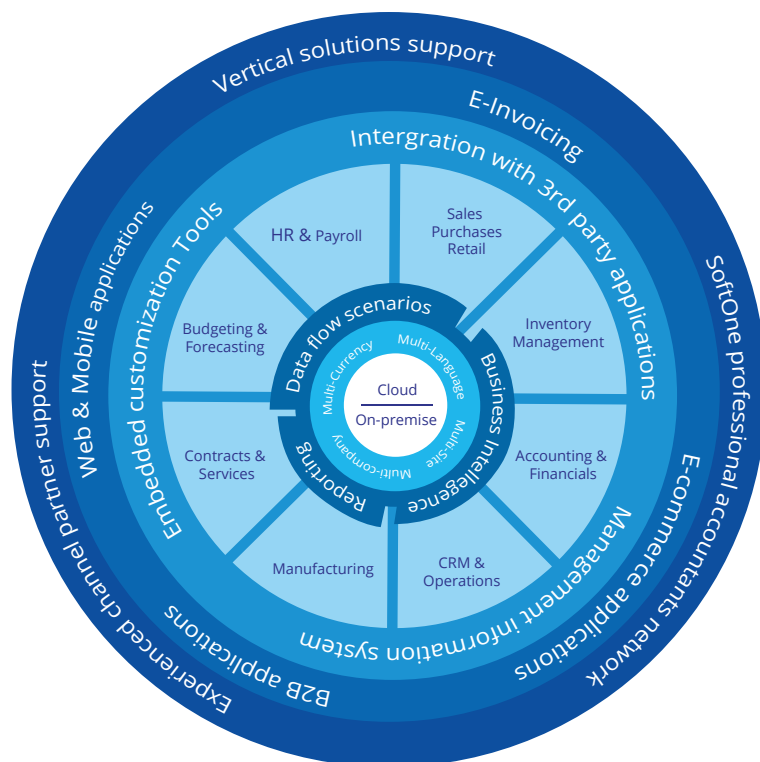 Vertical solutions support
SoftOne professional accountants network
Experienced channel partner support
E-Invoicing
E-commerce applications
B2B applications
Web & Mobile applications
Intergration with 3rd party applications
Management information system
Embedded customization Tools
HR & Payroll
Sales
Purchases
Retail
Inventory
Management
Accounting &
Financials
CRM &
Operations
Manufacturing
Contracts &
Services
Budgeting &
Forecasting
Data flow scenarios
Business Intellegence
Reporting
Multi-Currency
Multi-Language
Multi-Site
Multi-company
Cloud
On-premise